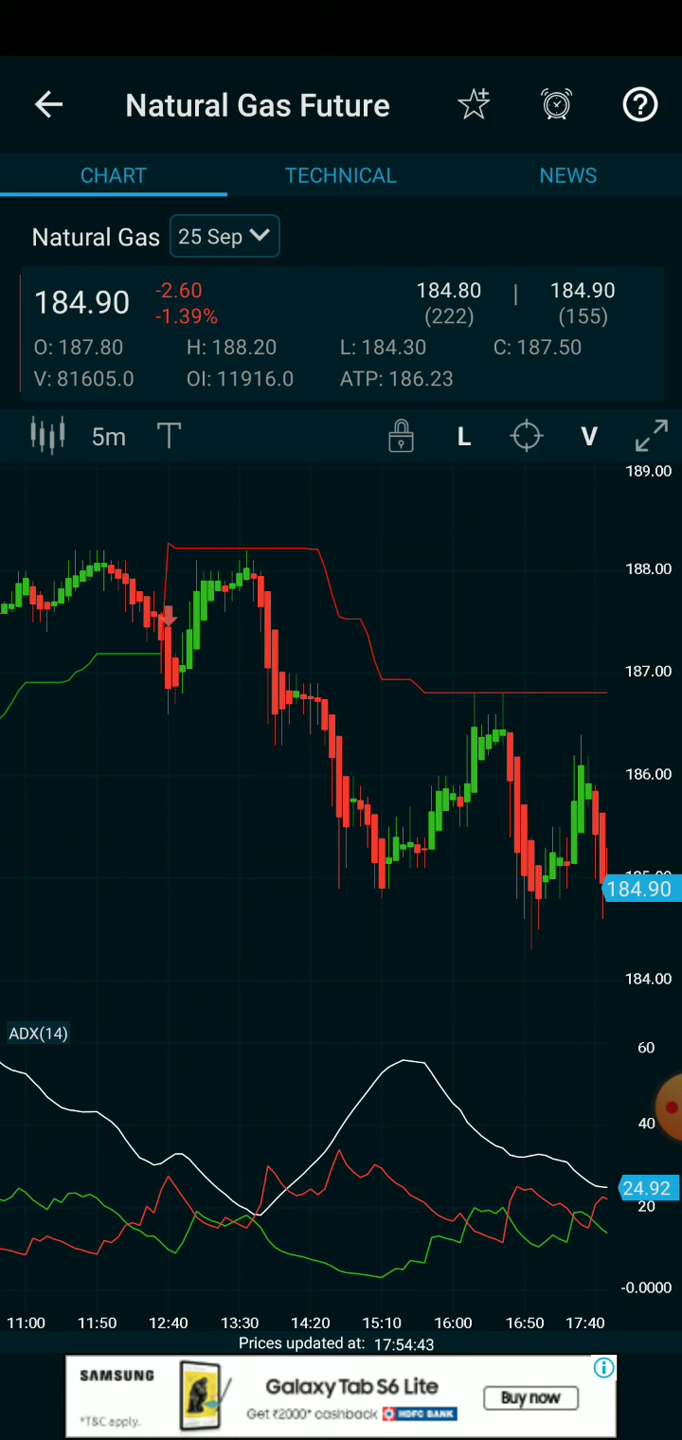 Natural Gas Future
CHART TECHNICAL NEWS
Natural Gas 25 Sep
184.90 -2.60 184.80 | 184.90
-1.39% (222) (155)
O: 187.80 H: 188.20 L: 184.30 C: 187.50
V: 81605.0 OI: 11916.0 ATP: 186.23
5m T L V
189.00
188.00
187.00
186.00
184.90
184.00
ADX(14)
60
40
24.92
20
-0.0000
11:00 11:50 12:40 13:30 14:20 15:10 16:00 16:50 17:40
Prices updated at: 17:54:43
SAMSUNG
Galaxy Tab S6 Lite
Buy now
*T&C apply.
Get ₹2000* cashback HDFC BANK